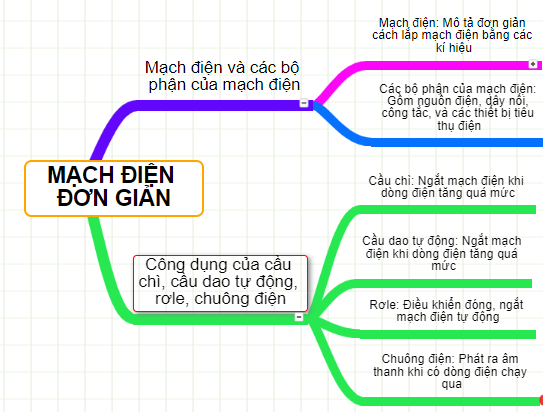 Mạch điện: Mô tả đơn giản
cách lắp mạch điện bằng các
kí hiệu
Mạch điện và các bộ
phận của mạch điện
Các bộ phận của mạch điện:
Gồm nguồn điện, dây nối,
công tắc, và các thiết bị tiêu
thụ điện
MẠCH ĐIỆN
ĐƠN GIẢN
Cầu chì: Ngắt mạch điện khi
dòng điện tăng quá mức
Cầu dao tự động: Ngắt mạch
điện khi dòng điện tăng quá
mức
Công dụng của cầu
chì, cầu dao tự động,
rơle, chuông điện
Rơle: Điều khiển đóng, ngắt
mạch điện tự động
Chuông điện: Phát ra âm
thanh khi có dòng điện chạy
qua